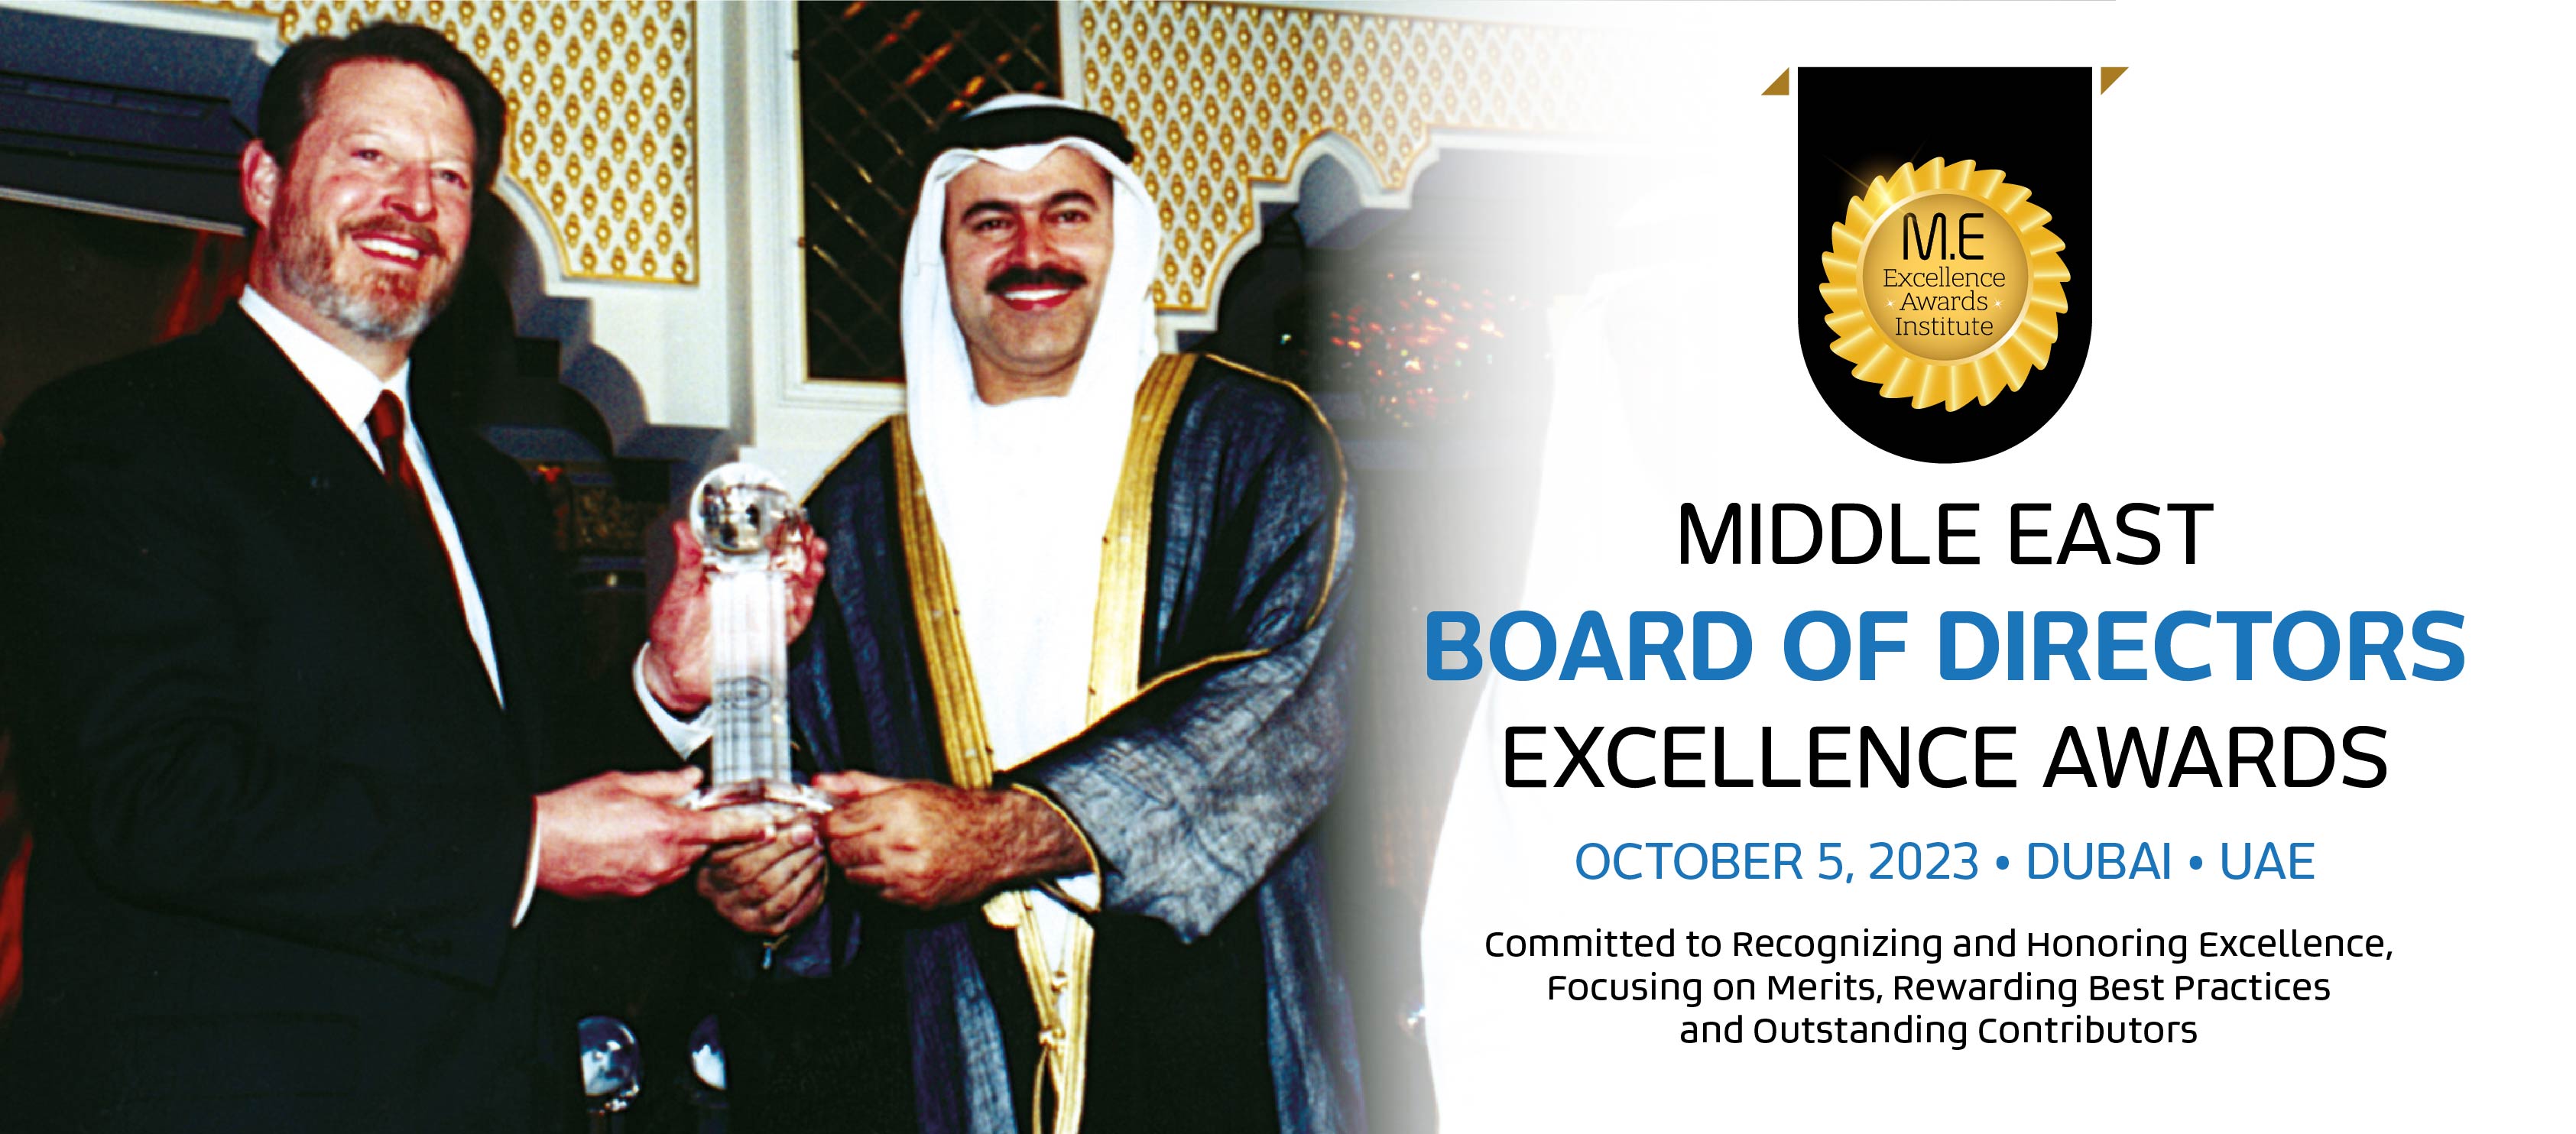 M.E
Excellence
Awards
Institute
MIDDLE EAST
BOARD OF DIRECTORS
EXCELLENCE AWARDS
OCTOBER 5, 2023 • DUBAI • UAE
Committed to Recognizing and Honoring Excellence,
Focusing on Merits, Rewarding Best Practices
and Outstanding Contributors